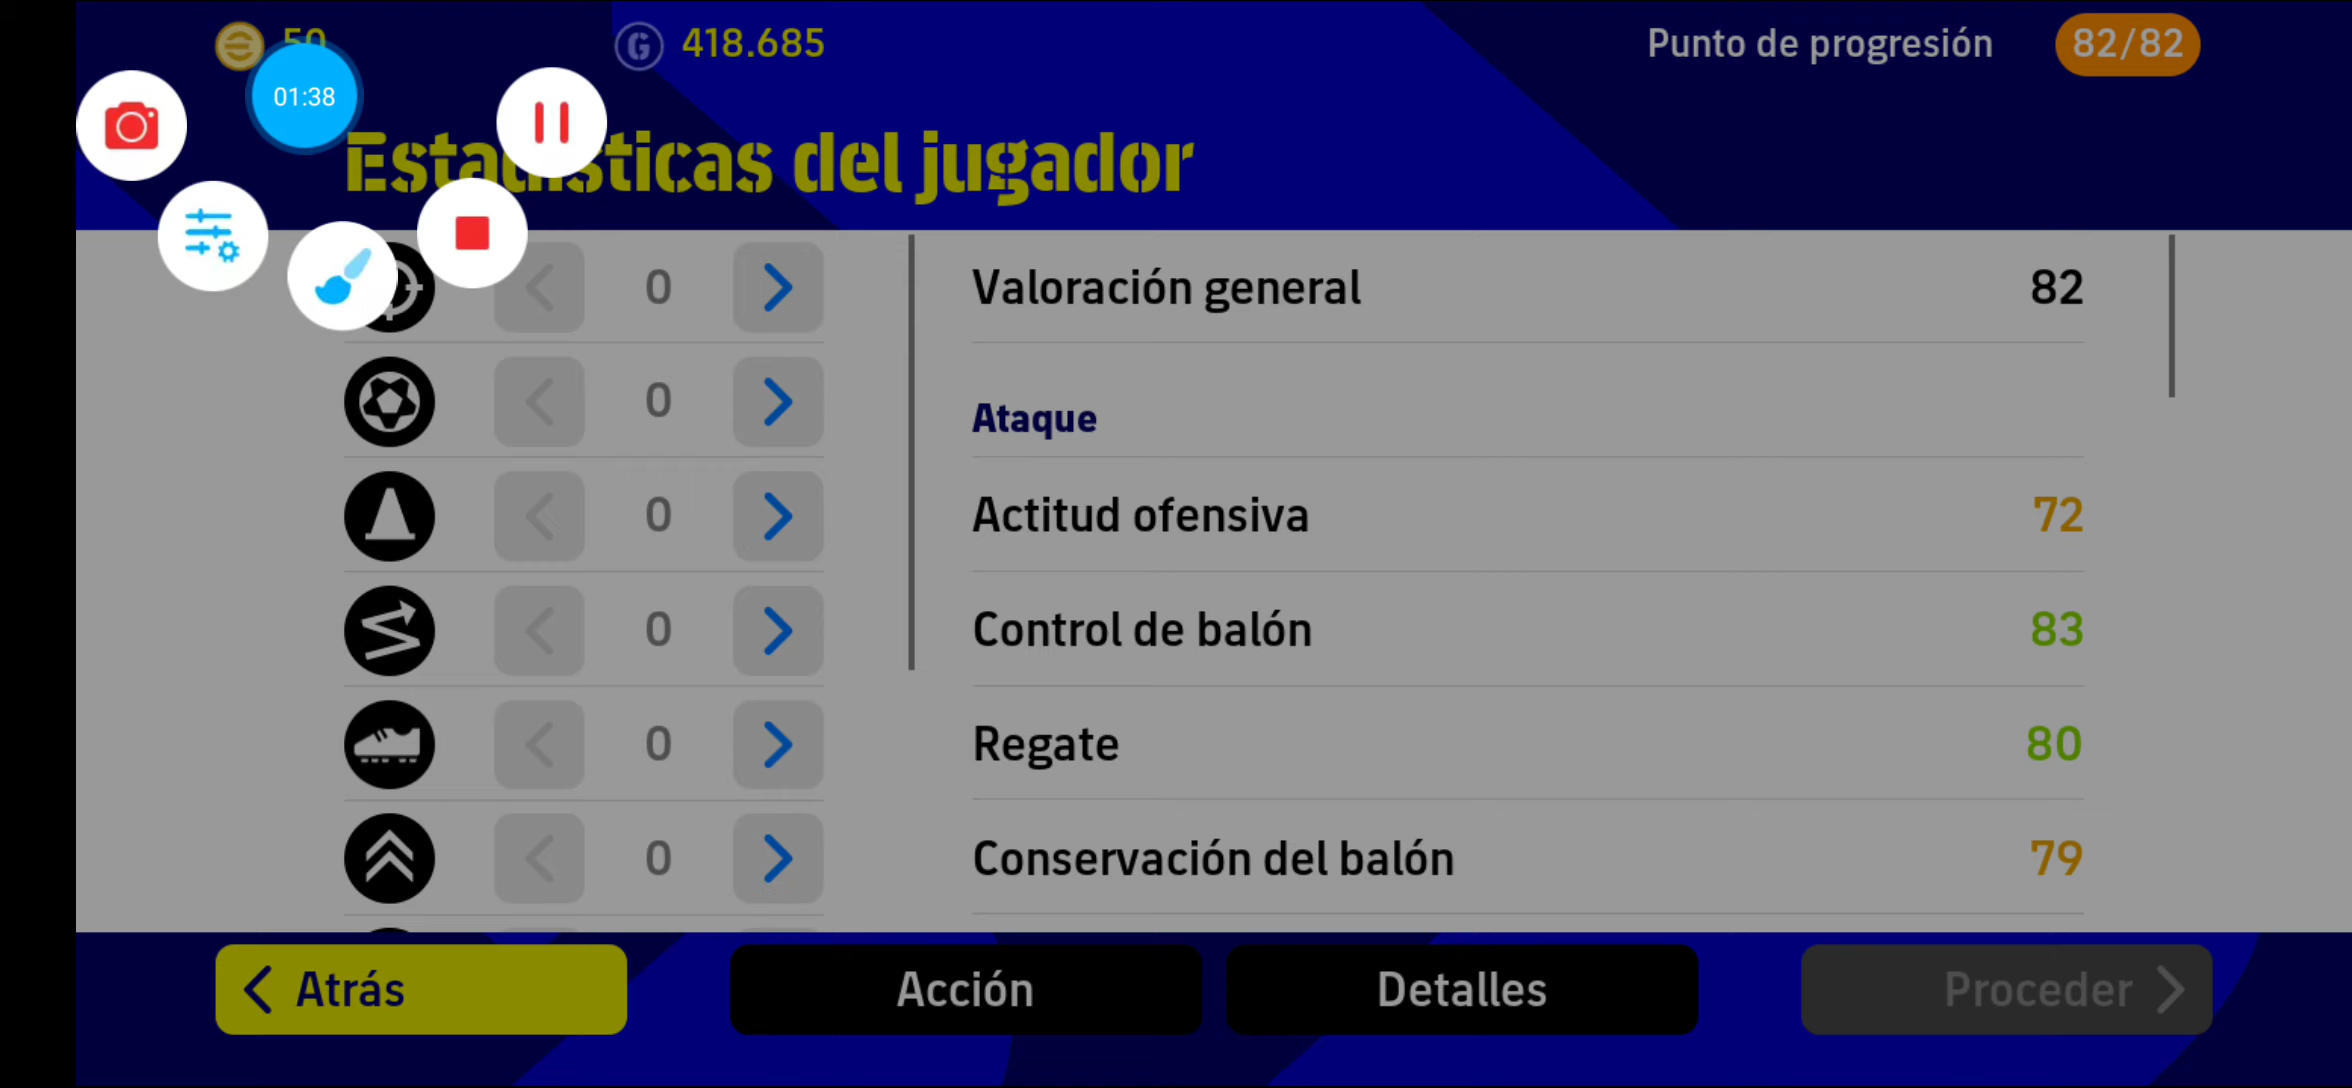 50
418.685
Punto de progresión
82/82
01:38
Estadísticas del jugador
0
Valoración general
82
0
Ataque
0
Actitud ofensiva
72
0
Control de balón
83
0
Regate
80
0
Conservación del balón
79
Atrás
Acción
Detalles
Proceder